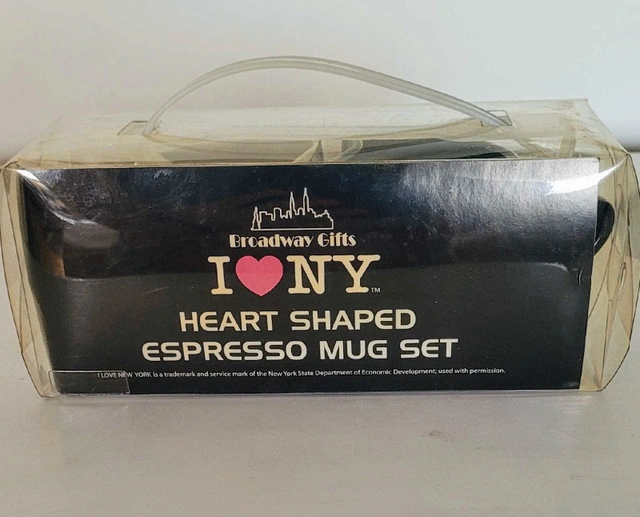 Broadway Gifts
I ❤ NY™
HEART SHAPED
ESPRESSO MUG SET
I LOVE NEW YORK is a trademark and service mark of the New York State Department of Economic Development; used with permission.